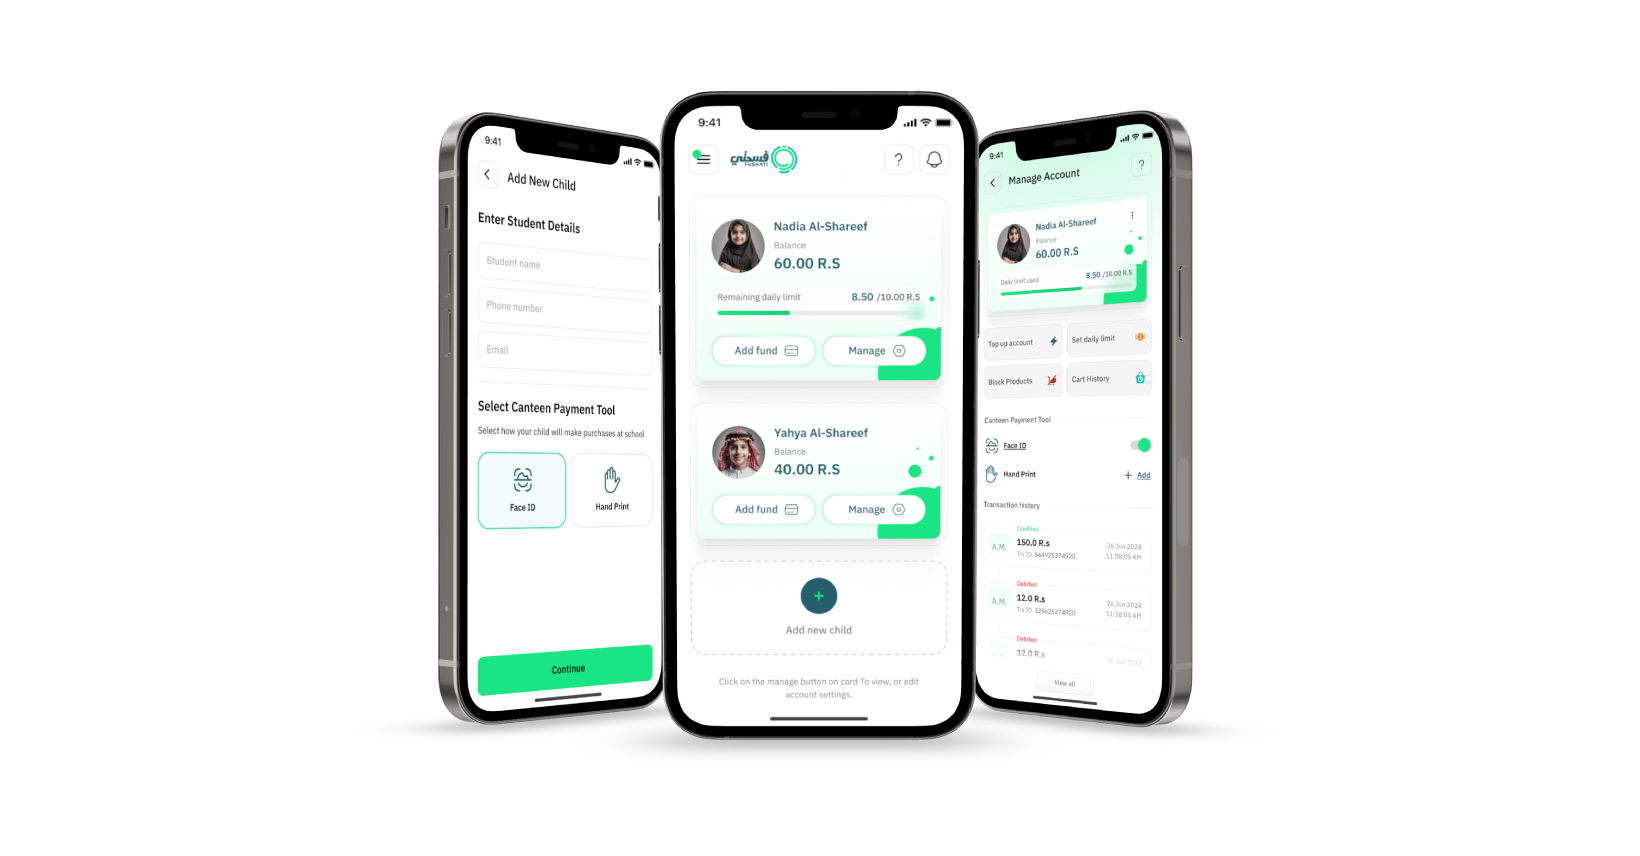 9:41
Add New Child
Enter Student Details
Student name
Phone number
Email
Select Canteen Payment Tool
Select how your child will make purchases at school
Face ID
Hand Print
Continue
9:41
فسحتي
FUSHATI
?
Nadia Al-Shareef
Balance
60.00 R.S
Remaining daily limit
8.50 /10.00 R.S
Add fund
Manage
Yahya Al-Shareef
Balance
40.00 R.S
Add fund
Manage
+
Add new child
Click on the manage button on card To view, or edit
account settings.
9:41
Manage Account
?
Nadia Al-Shareef
Balance
60.00 R.S
Daily limit used
8.50 /10.00 R.S
Top up account
Set daily limit
Block Products
Cart History
Canteen Payment Tool
Face ID
Hand Print
+ Add
Transaction history
Credited
A.M.
150.0 R.s
Trx ID 564925374920
26 Jun 2024
11:38:05 AM
Debited
A.M.
12.0 R.s
Trx ID 325625374920
26 Jun 2024
11:38:05 AM
Debited
A.M.
12.0 R.s
26 Jun 2024
View all